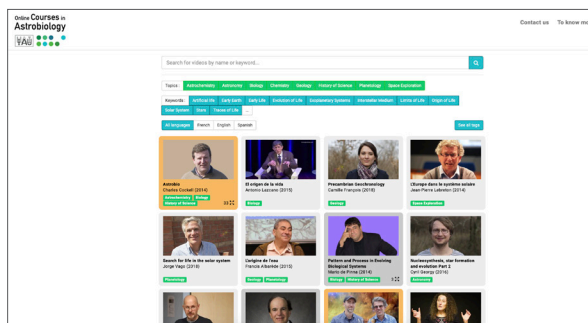 Online Courses in
Astrobiology
Contact us To know mo
Search for videos by name or keyword...
Topics : Astrochemistry Astronomy Biology Chemistry Geology History of Science Planetology Space Exploration
Keywords : Artificial life Early Earth Early Life Evolution of Life Exoplanetary Systems Interstellar Medium Limits of Life Origin of Life
Solar System Stars Traces of Life ...
All languages French English Spanish
See all tags
Astrobio
Charles Cockell (2014)
Astrochemistry Biology
History of Science
El origen de la vida
Antonio Lazcano (2015)
Biology
Precambrian Geochronology
Camille François (2018)
Geology
L'Europe dans le système solaire
Jean Pierre Lebreton (2014)
Space Exploration
Search for life in the solar system
Jorge Vago (2018)
Planetology
L'origine de l'eau
Francis Albarède (2015)
Geology Planetology
Pattern and Process in Evolving
Biological Systems
Mario de Pinna (2014)
Biology History of Science
Nucleosynthesis, star formation
and evolution Part 1
Cyril Georgy (2016)
Astronomy